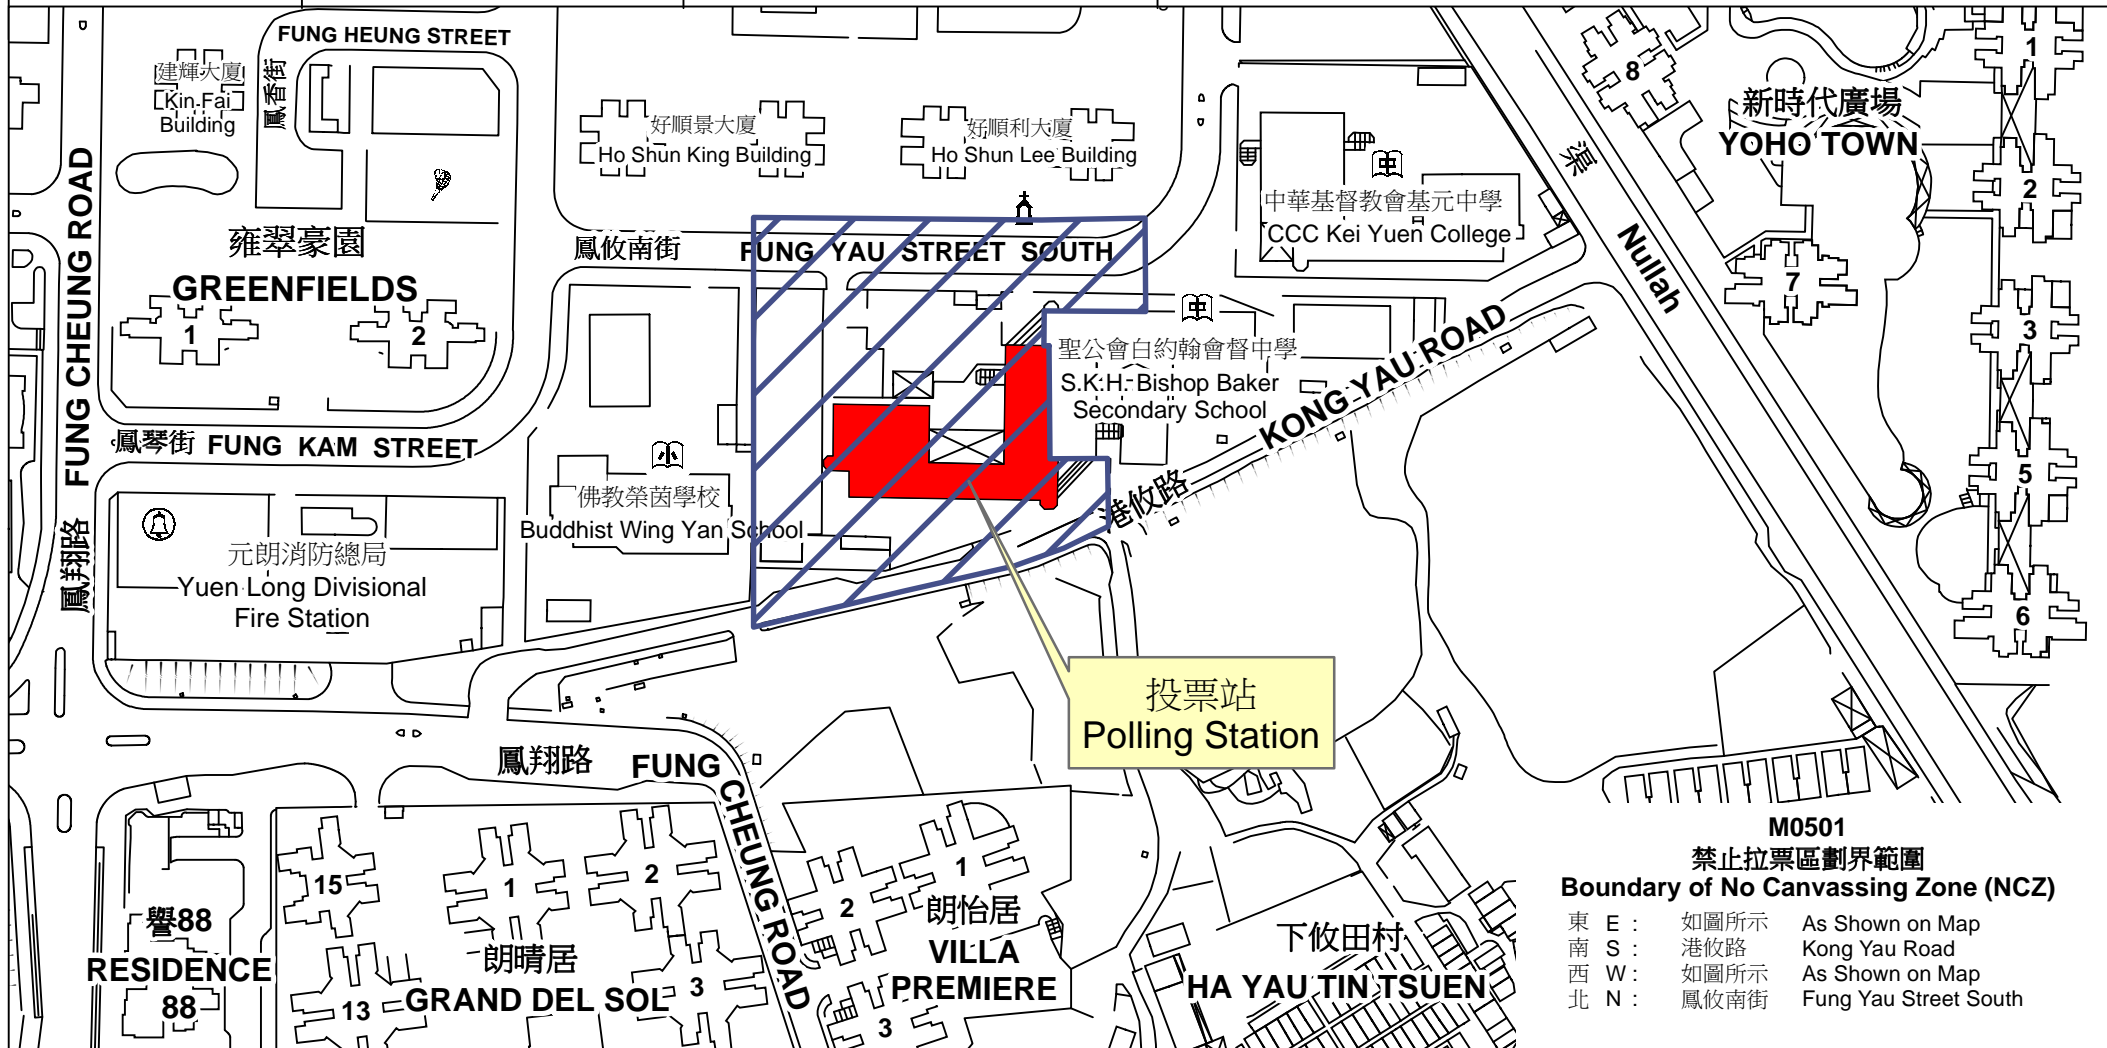 FUNG HEUNG STREET
鳳香街
建輝大廈
Kin Fai
Building
FUNG CHEUNG ROAD
鳳翔路
好順景大廈
Ho Shun King Building
好順利大廈
Ho Shun Lee Building
8
渠
Nullah
新時代廣場
YOHO TOWN
1
2
3
5
6
7
中
中華基督教會基元中學
CCC Kei Yuen College
雍翠豪園
GREENFIELDS
1
2
鳳攸南街
FUNG YAU STREET SOUTH
中
聖公會白約翰會督中學
S.K.H. Bishop Baker
Secondary School
KONG YAU ROAD
港攸路
鳳琴街 FUNG KAM STREET
小
佛教榮茵學校
Buddhist Wing Yan School
元朗消防總局
Yuen Long Divisional
Fire Station
投票站
Polling Station
鳳翔路
FUNG CHEUNG ROAD
譽88
RESIDENCE
88
15
13
1
2
3
朗晴居
GRAND DEL SOL
1
2
3
朗怡居
VILLA
PREMIERE
下攸田村
HA YAU TIN TSUEN
M0501
禁止拉票區劃界範圍
Boundary of No Canvassing Zone (NCZ)
東 E : 如圖所示 As Shown on Map
南 S : 港攸路 Kong Yau Road
西 W : 如圖所示 As Shown on Map
北 N : 鳳攸南街 Fung Yau Street South